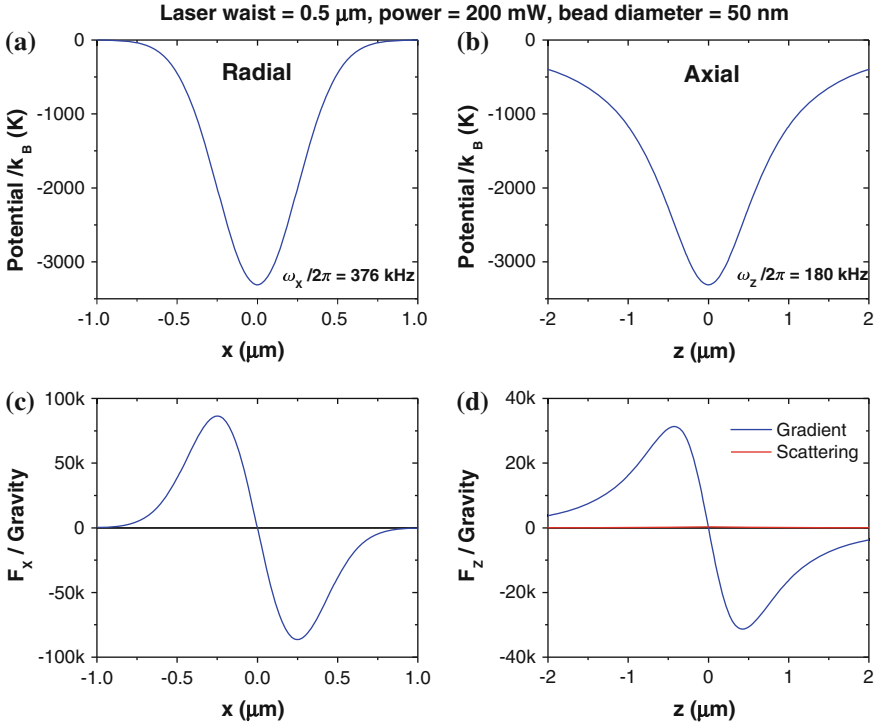 Laser waist = 0.5 μm, power = 200 mW, bead diameter = 50 nm
(a)
Radial
0
-1000
-2000
-3000
Potential /k_B (K)
ω_x /2π = 376 kHz
-1.0 -0.5 0.0 0.5 1.0
x (μm)
(b)
Axial
0
-1000
-2000
-3000
Potential /k_B (K)
ω_z /2π = 180 kHz
-2 -1 0 1 2
z (μm)
(c)
100k
50k
0
-50k
-100k
F_x / Gravity
-1.0 -0.5 0.0 0.5 1.0
x (μm)
(d)
40k
20k
0
-20k
-40k
F_z / Gravity
Gradient
Scattering
-2 -1 0 1 2
z (μm)